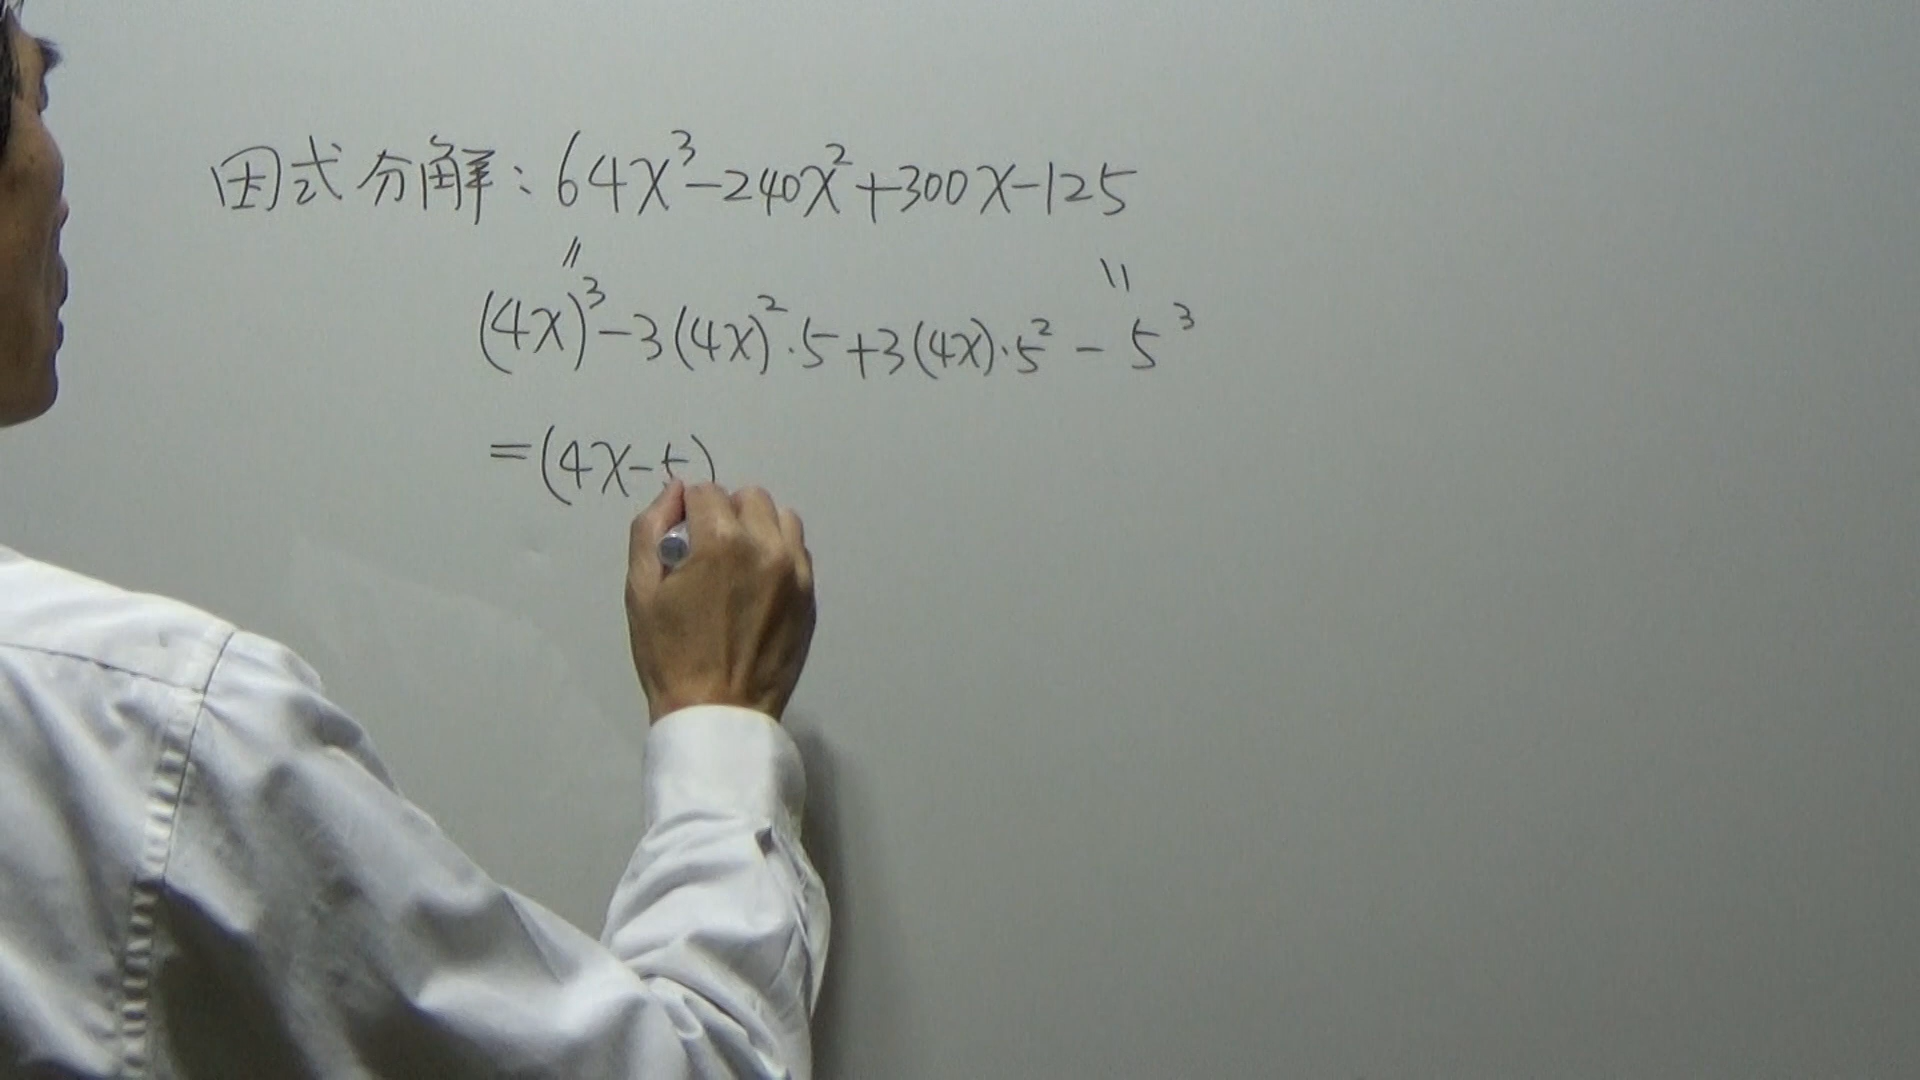 因式分解:64x³-240x²+300x-125
〃 〃
(4x)³-3(4x)²·5+3(4x)·5²-5³
=(4x-5)